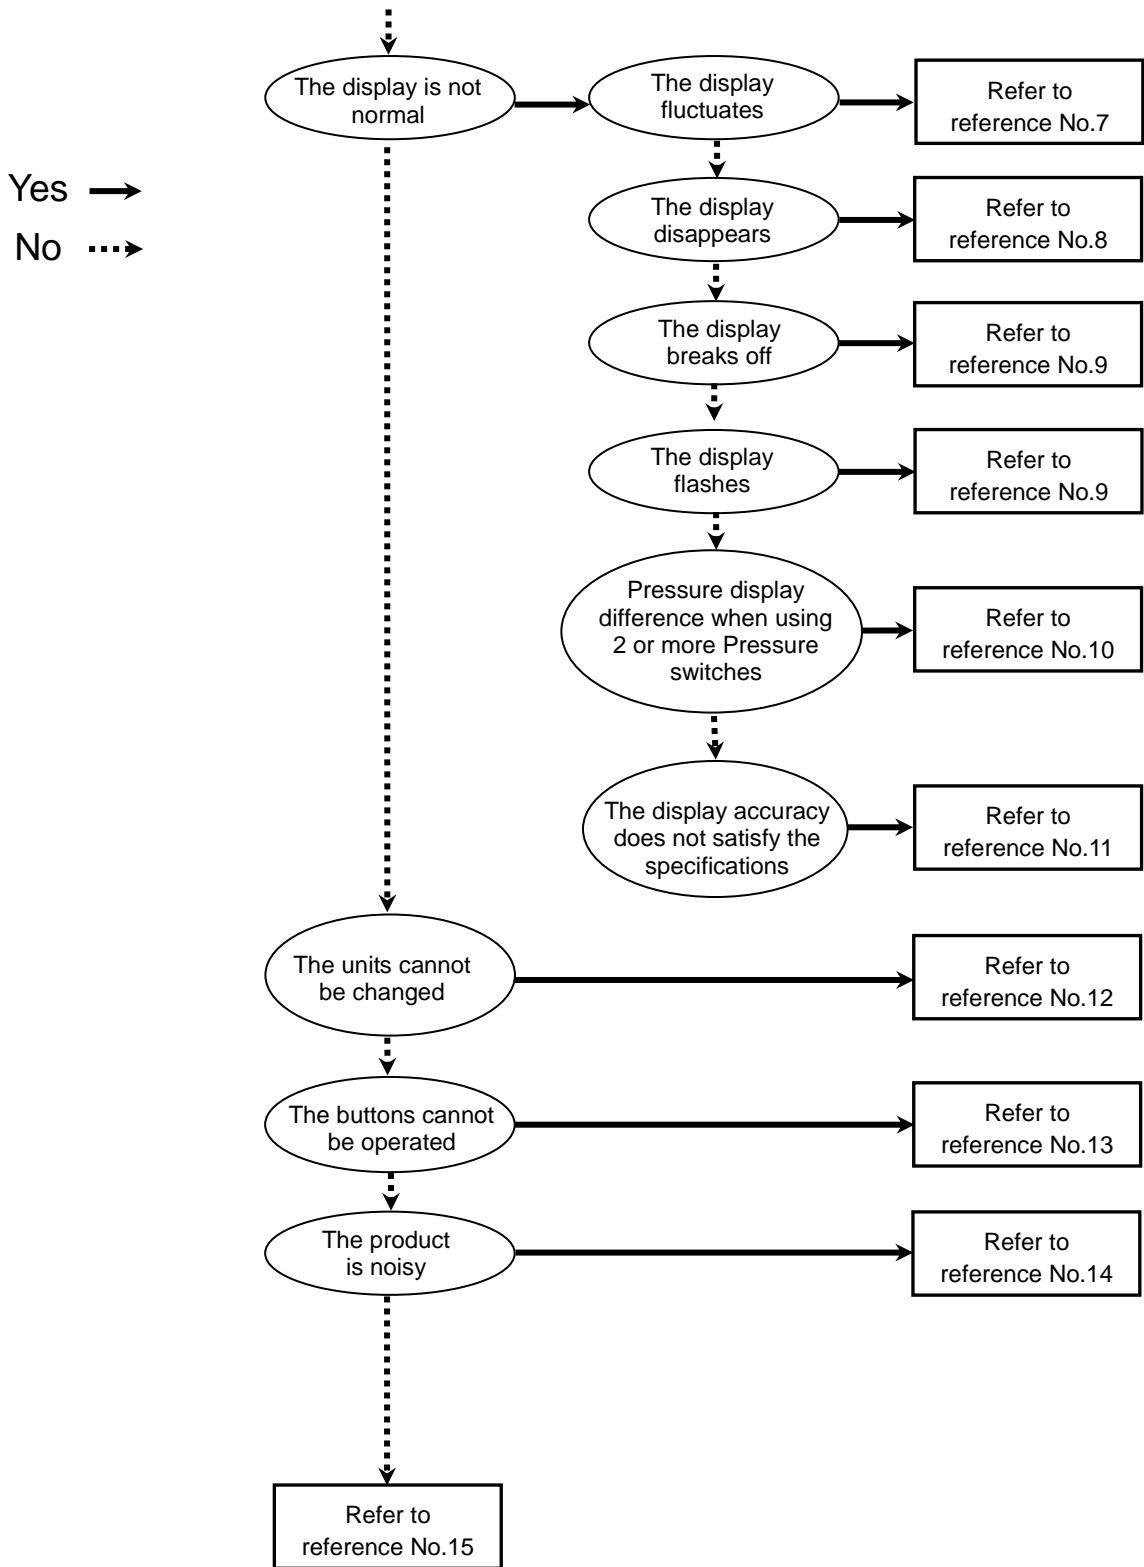 The display is not
normal
The display
fluctuates
Refer to
reference No.7
Yes
No
The display
disappears
Refer to
reference No.8
The display
breaks off
Refer to
reference No.9
The display
flashes
Refer to
reference No.9
Pressure display
difference when using
2 or more Pressure
switches
Refer to
reference No.10
The display accuracy
does not satisfy the
specifications
Refer to
reference No.11
The units cannot
be changed
Refer to
reference No.12
The buttons cannot
be operated
Refer to
reference No.13
The product
is noisy
Refer to
reference No.14
Refer to
reference No.15